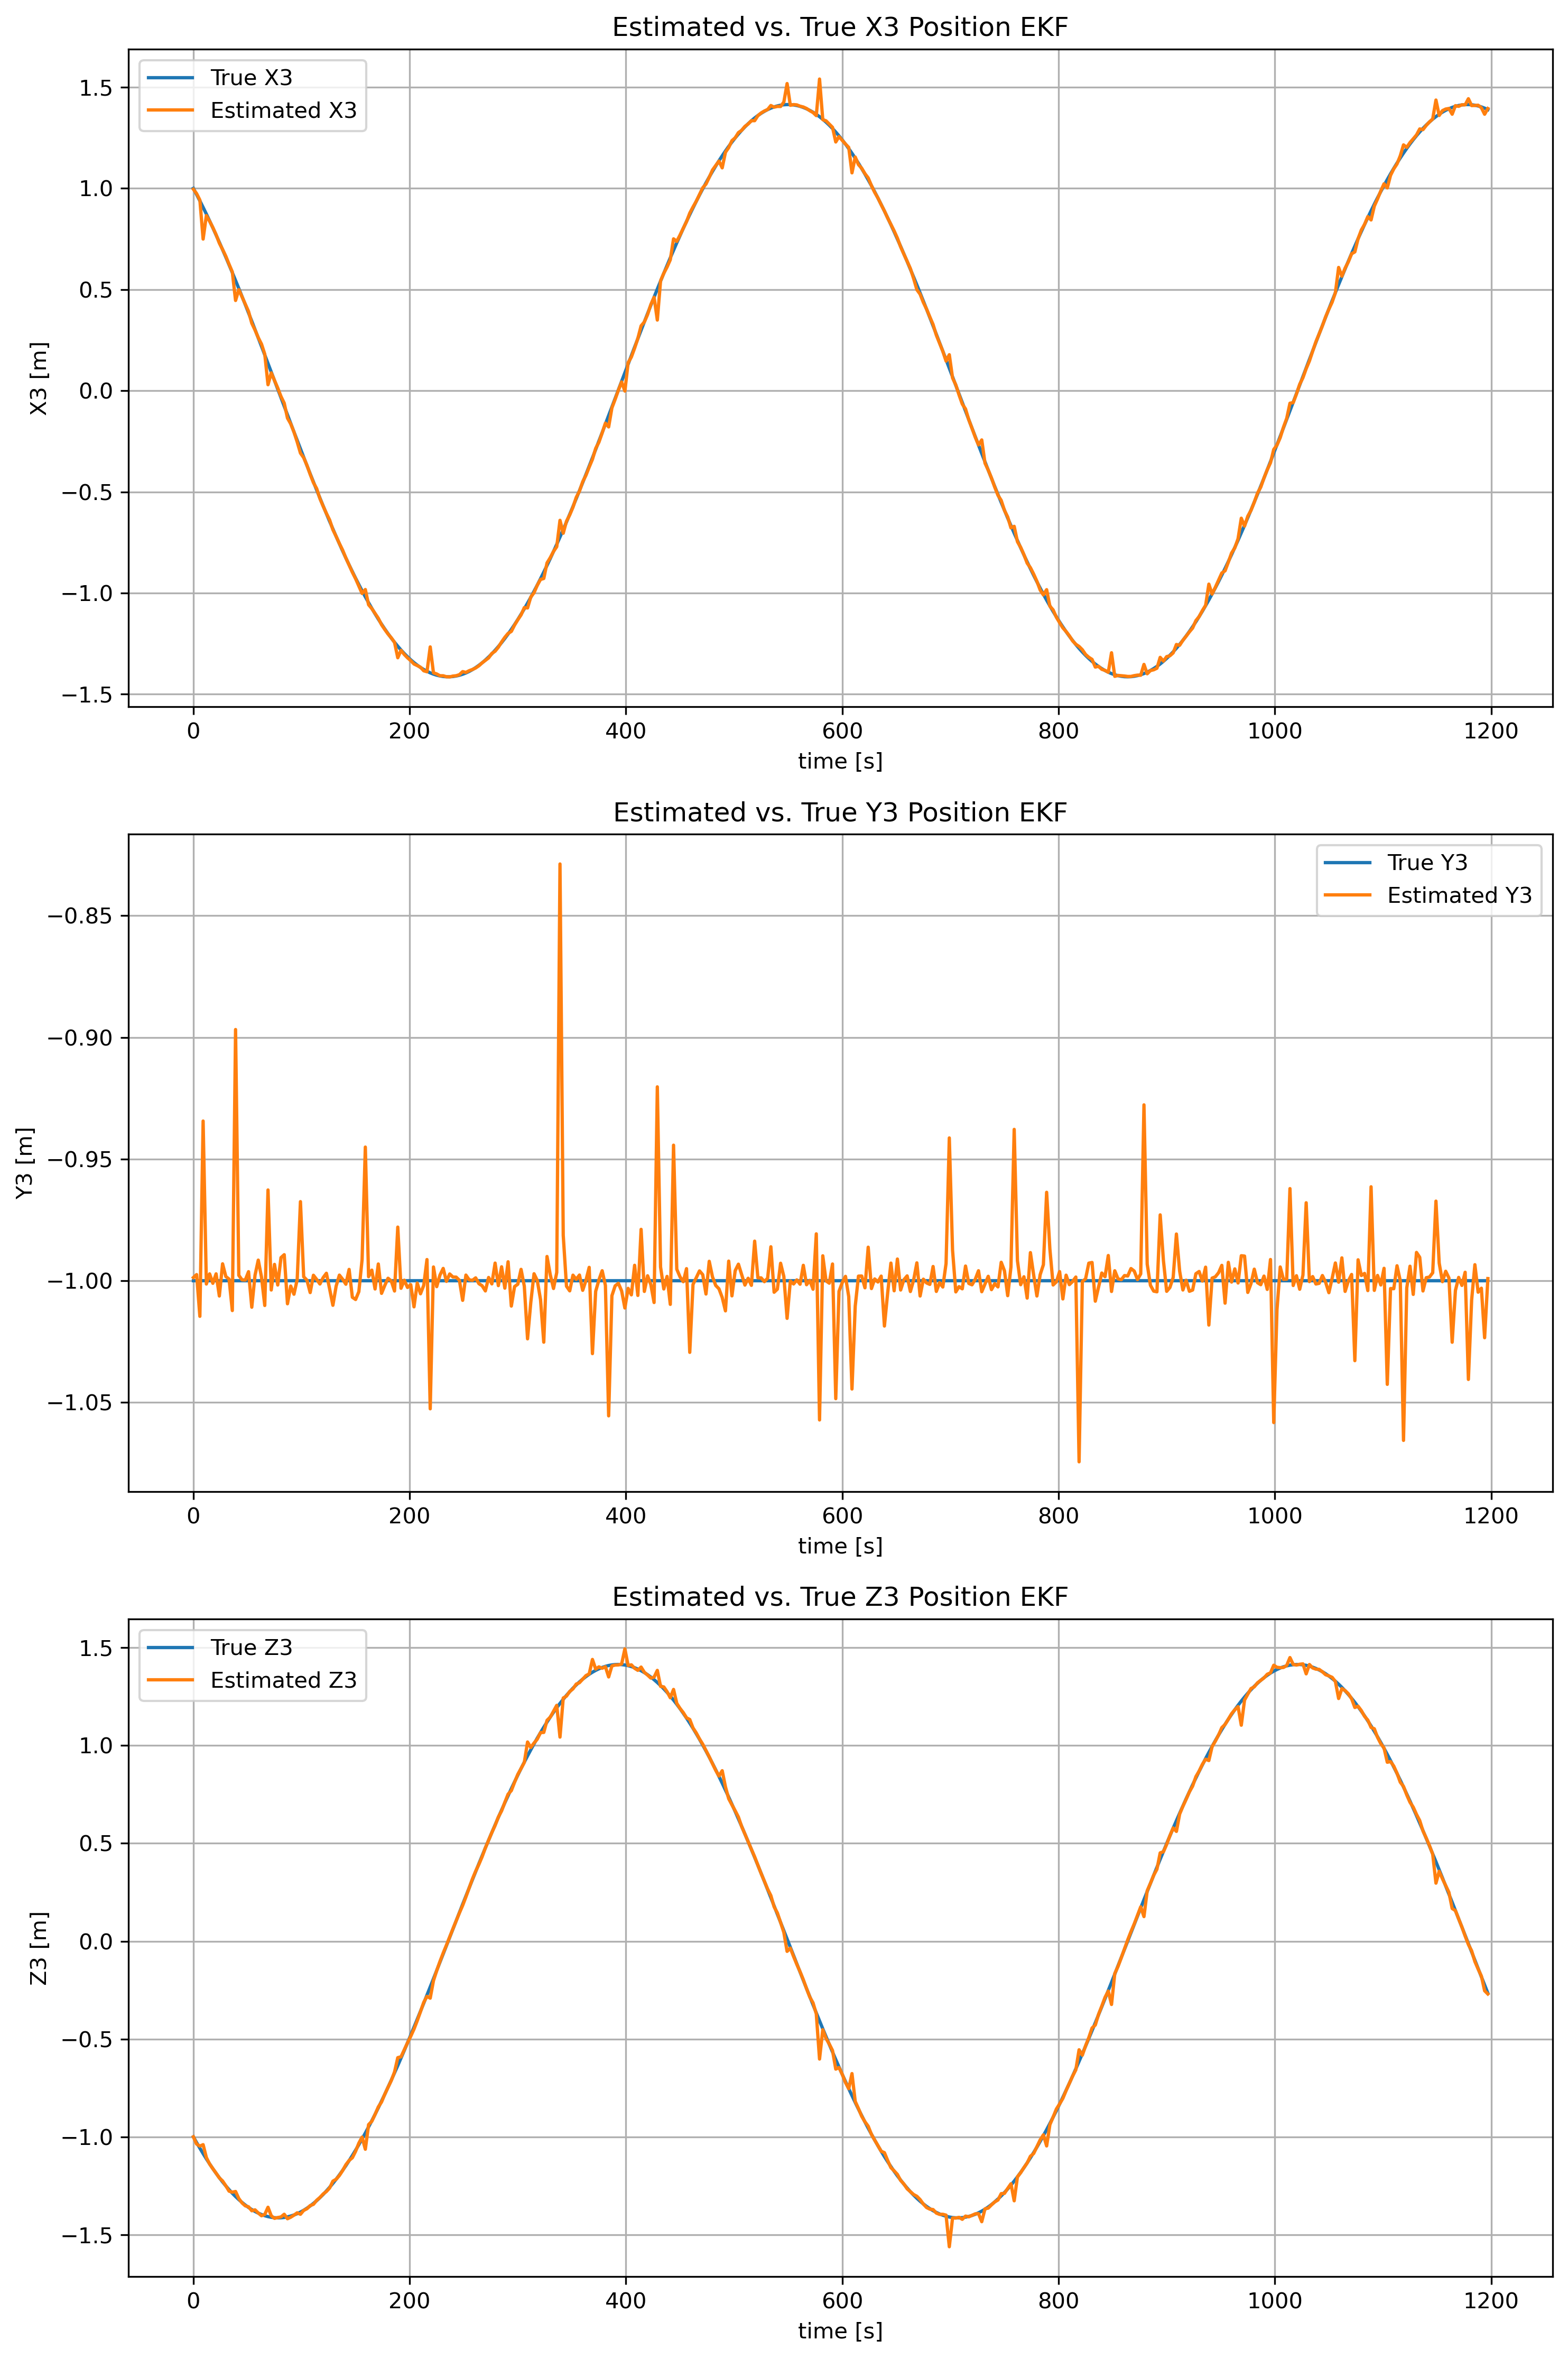 Estimated vs. True X3 Position EKF
True X3
Estimated X3
1.5
1.0
0.5
0.0
−0.5
−1.0
−1.5
X3 [m]
0 200 400 600 800 1000 1200
time [s]
Estimated vs. True Y3 Position EKF
True Y3
Estimated Y3
−0.85
−0.90
−0.95
−1.00
−1.05
Y3 [m]
0 200 400 600 800 1000 1200
time [s]
Estimated vs. True Z3 Position EKF
True Z3
Estimated Z3
1.5
1.0
0.5
0.0
−0.5
−1.0
−1.5
Z3 [m]
0 200 400 600 800 1000 1200
time [s]